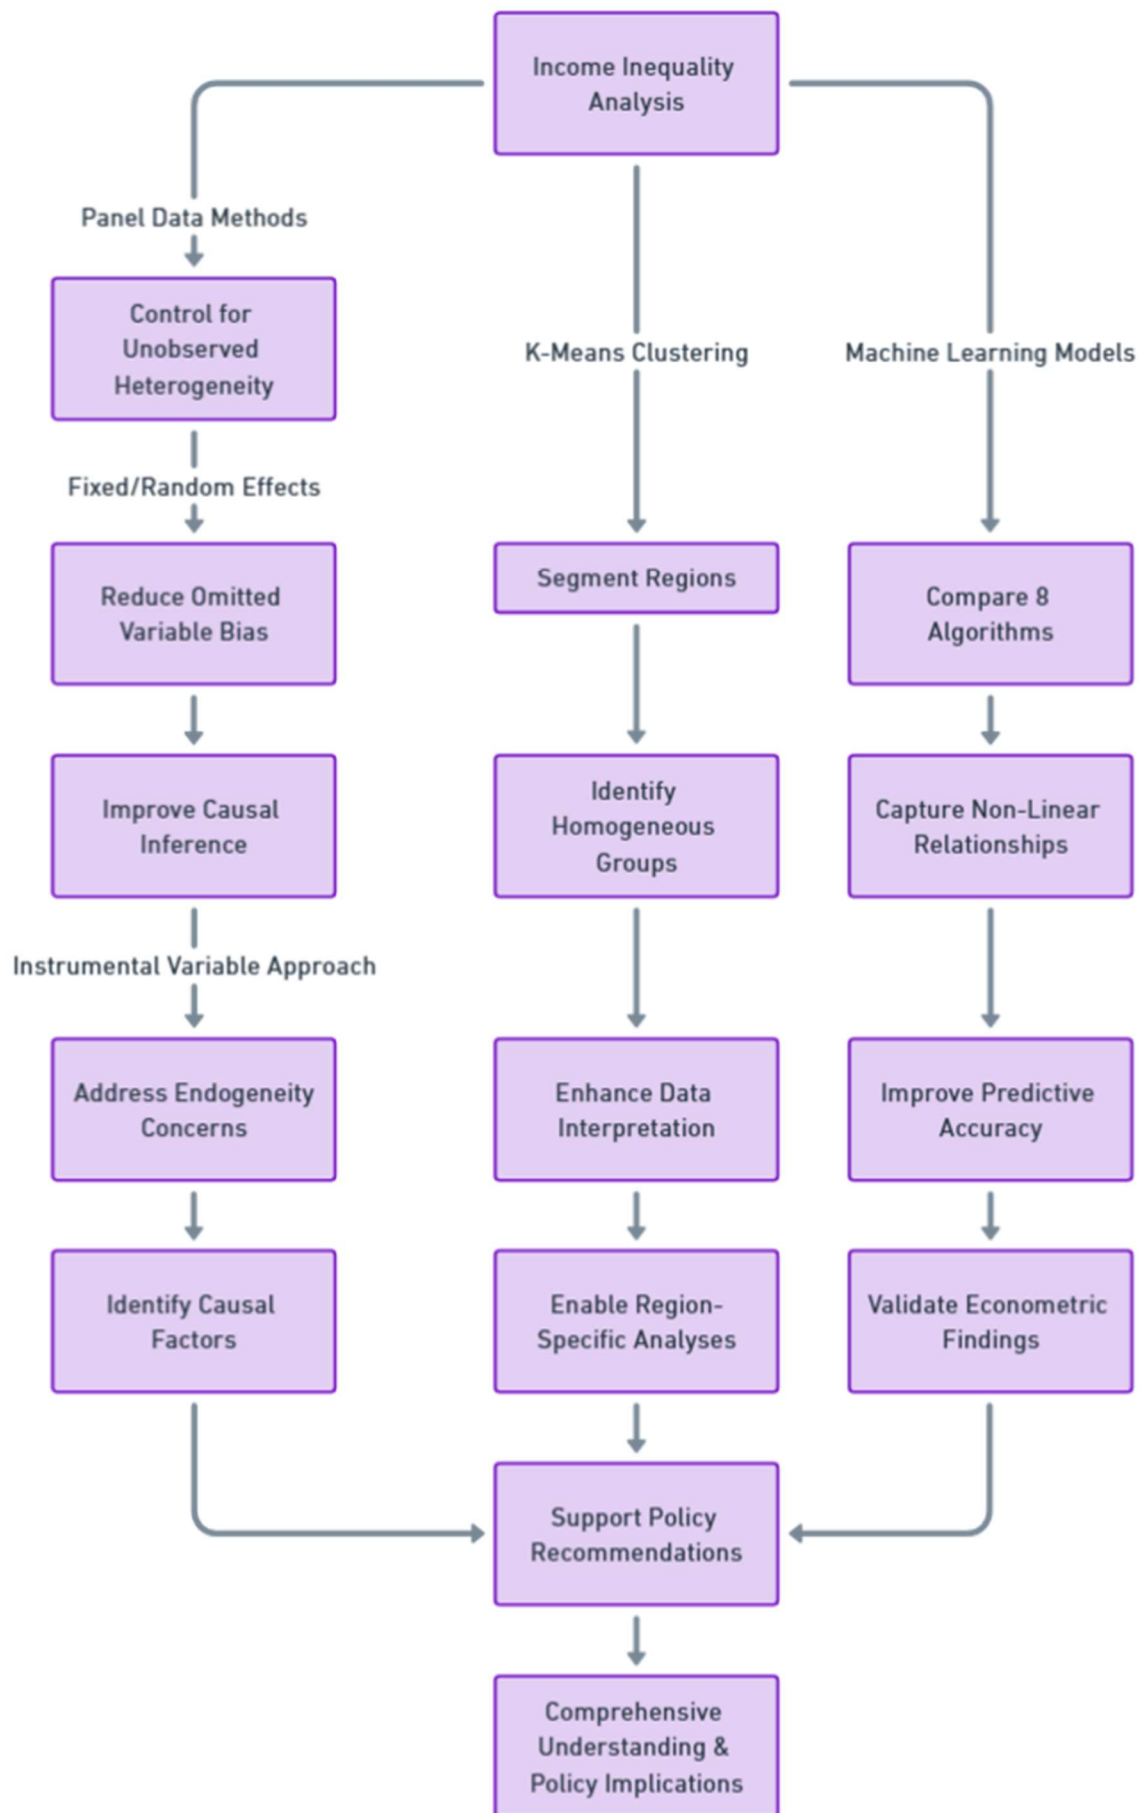 Income Inequality
Analysis
Panel Data Methods
Control for
Unobserved
Heterogeneity
K-Means Clustering
Machine Learning Models
Fixed/Random Effects
Reduce Omitted
Variable Bias
Segment Regions
Compare 8
Algorithms
Improve Causal
Inference
Identify
Homogeneous
Groups
Capture Non-Linear
Relationships
Instrumental Variable Approach
Address Endogeneity
Concerns
Enhance Data
Interpretation
Improve Predictive
Accuracy
Identify Causal
Factors
Enable Region-
Specific Analyses
Validate Econometric
Findings
Support Policy
Recommendations
Comprehensive
Understanding &
Policy Implications